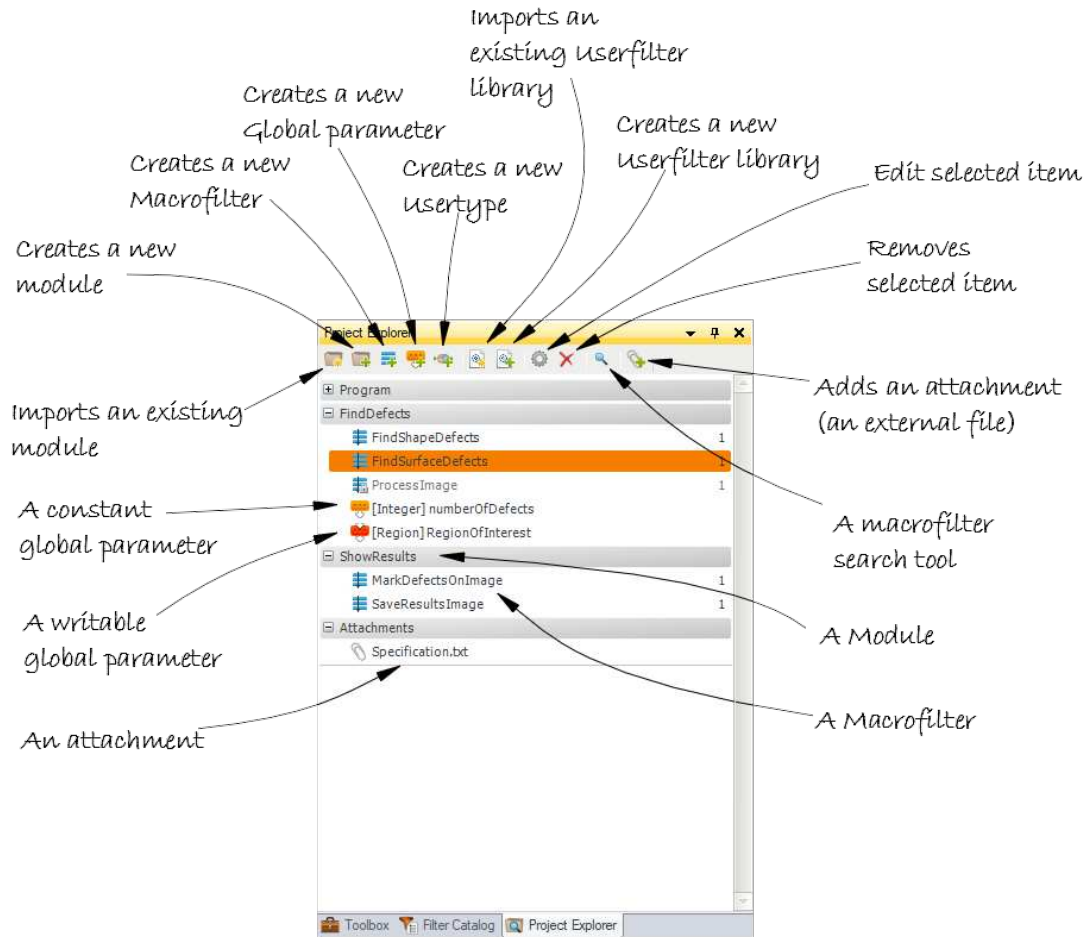 Imports an
existing Userfilter
library
Creates a new
Global parameter
Creates a new
Userfilter library
Creates a new
Macrofilter
Creates a new
Usertype
Edit selected item
Creates a new
module
Removes
selected item
Project Explorer
Imports an existing
module
Adds an attachment
(an external file)
Program
FindDefects
FindShapeDefects 1
FindSurfaceDefects 1
ProcessImage 1
[Integer] numberOfDefects
[Region] RegionOfInterest
ShowResults
MarkDefectsOnImage 1
SaveResultsImage 1
Attachments
Specification.txt
A constant
global parameter
A macrofilter
search tool
A writable
global parameter
A Module
An attachment
A Macrofilter
Toolbox Filter Catalog Project Explorer